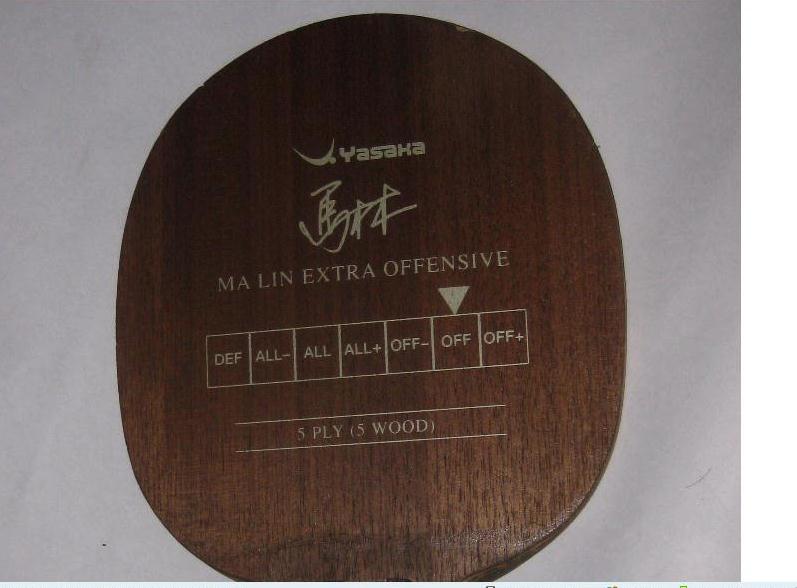 Yasaka
馬林
MA LIN EXTRA OFFENSIVE
DEF ALL- ALL ALL+ OFF- OFF OFF+
5 PLY (5 WOOD)